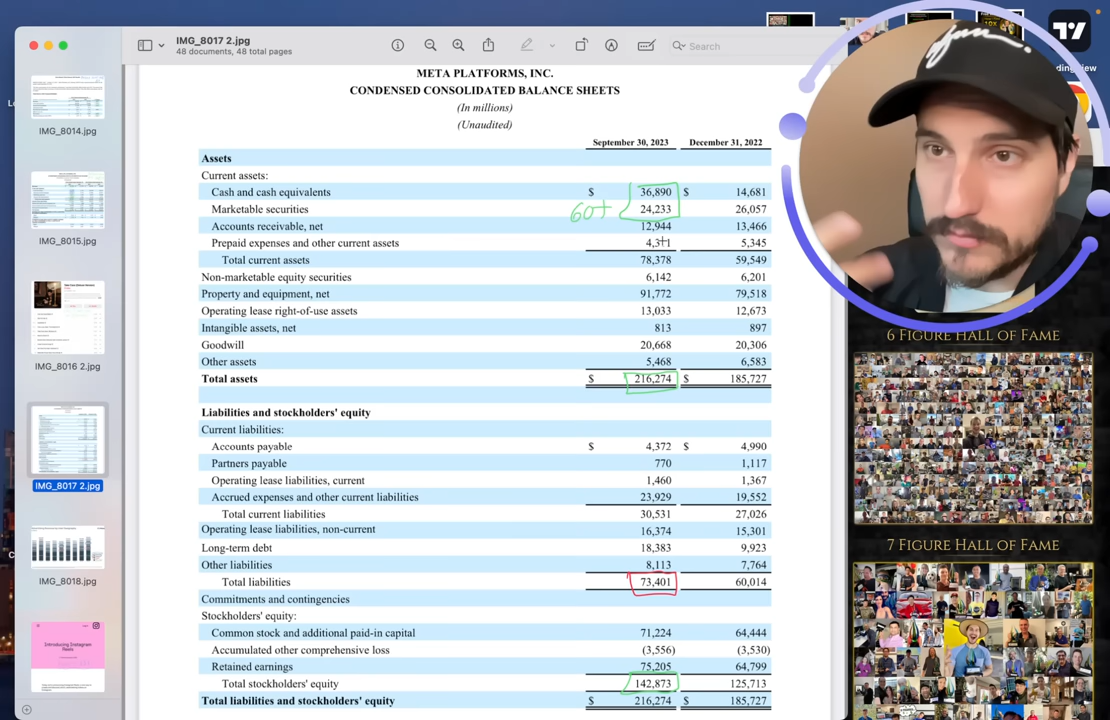 IMG_8017 2.jpg
48 documents, 48 total pages
Search
IMG_8014.jpg
IMG_8015.jpg
IMG_8016 2.jpg
IMG_8017 2.jpg
IMG_8018.jpg
Introducing Instagram
META PLATFORMS, INC.
CONDENSED CONSOLIDATED BALANCE SHEETS
(In millions)
(Unaudited)
September 30, 2023 December 31, 2022
Assets
Current assets:
Cash and cash equivalents $ 36,890 $ 14,681
60+
Marketable securities 24,233 26,057
Accounts receivable, net 12,944 13,466
Prepaid expenses and other current assets 5,345
Total current assets 78,378 59,549
Non-marketable equity securities 6,142 6,201
Property and equipment, net 91,772 79,518
Operating lease right-of-use assets 13,033 12,673
Intangible assets, net 813 897
Goodwill 20,668 20,306
Other assets 5,468 6,583
Total assets $ 216,274 $ 185,727
Liabilities and stockholders' equity
Current liabilities:
Accounts payable $ 4,372 $ 4,990
Partners payable 770 1,117
Operating lease liabilities, current 1,460 1,367
Accrued expenses and other current liabilities 23,929 19,552
Total current liabilities 30,531 27,026
Operating lease liabilities, non-current 16,374 15,301
Long-term debt 18,383 9,923
Other liabilities 8,113 7,764
Total liabilities 73,401 60,014
Commitments and contingencies
Stockholders' equity:
Common stock and additional paid-in capital 71,224 64,444
Accumulated other comprehensive loss (3,556) (3,530)
Retained earnings 75,205 64,799
Total stockholders' equity 142,873 125,713
Total liabilities and stockholders' equity $ 216,274 $ 185,727
6 FIGURE HALL OF FAME
7 FIGURE HALL OF FAME